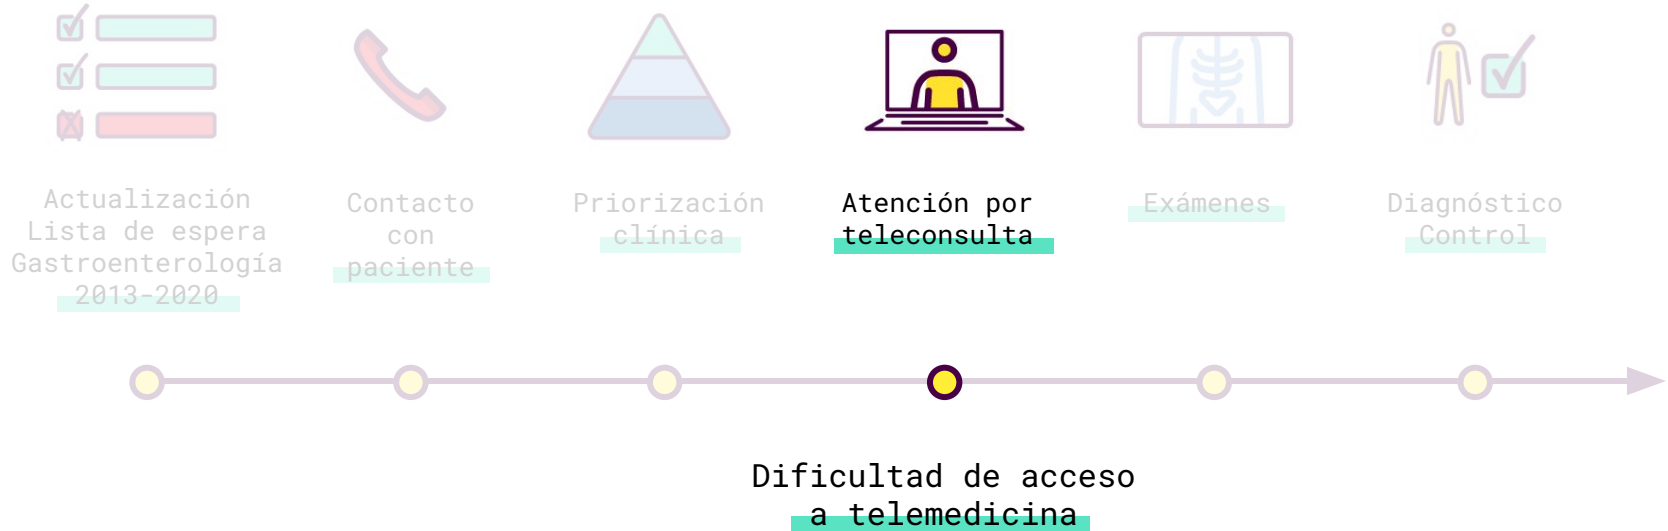 Actualización
Lista de espera
Gastroenterología
2013-2020
Contacto
con
paciente
Priorización
clínica
Atención por
teleconsulta
Exámenes
Diagnóstico
Control
Dificultad de acceso
a telemedicina